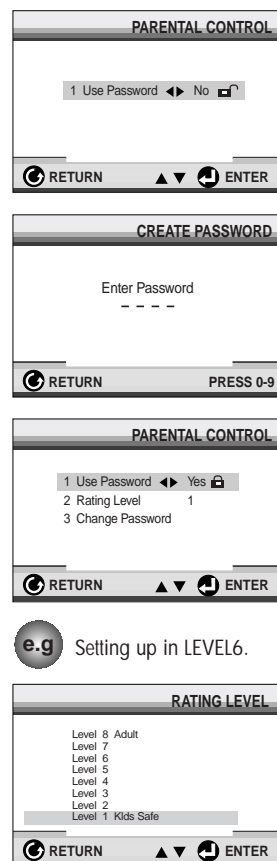 PARENTAL CONTROL
1 Use Password ◀▶ No
RETURN ▲▼ ENTER
CREATE PASSWORD
Enter Password
– – – –
RETURN PRESS 0-9
PARENTAL CONTROL
1 Use Password ◀▶ Yes
2 Rating Level 1
3 Change Password
RETURN ▲▼ ENTER
e.g Setting up in LEVEL6.
RATING LEVEL
Level 8 Adult
Level 7
Level 6
Level 5
Level 4
Level 3
Level 2
Level 1 KIds Safe
RETURN ▲▼ ENTER